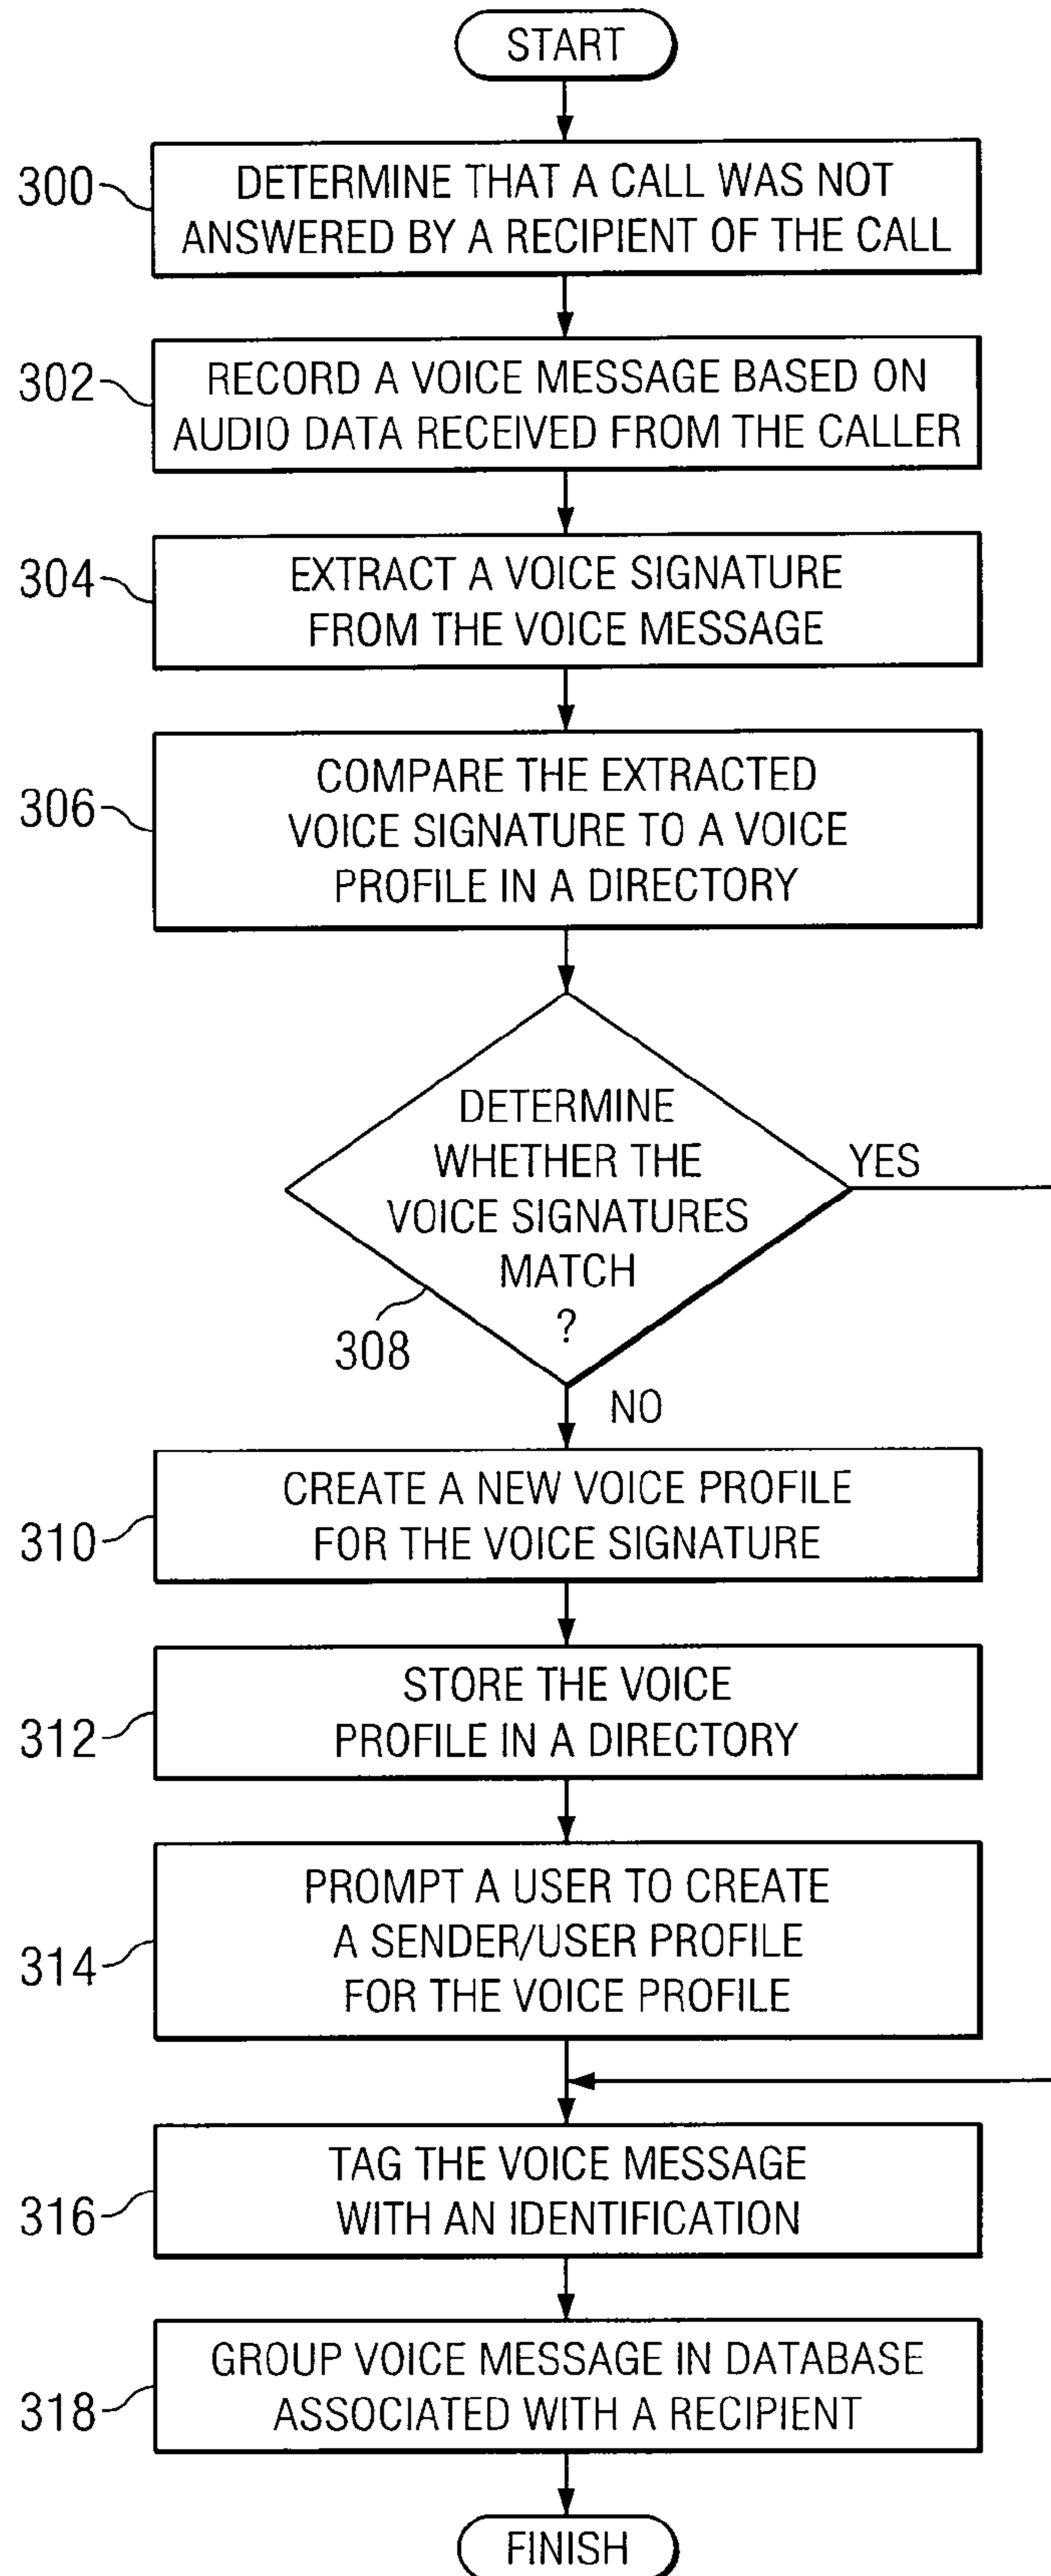 START
300
DETERMINE THAT A CALL WAS NOT
ANSWERED BY A RECIPIENT OF THE CALL
302
RECORD A VOICE MESSAGE BASED ON
AUDIO DATA RECEIVED FROM THE CALLER
304
EXTRACT A VOICE SIGNATURE
FROM THE VOICE MESSAGE
306
COMPARE THE EXTRACTED
VOICE SIGNATURE TO A VOICE
PROFILE IN A DIRECTORY
DETERMINE
WHETHER THE
VOICE SIGNATURES
MATCH
?
YES
308
NO
310
CREATE A NEW VOICE PROFILE
FOR THE VOICE SIGNATURE
312
STORE THE VOICE
PROFILE IN A DIRECTORY
314
PROMPT A USER TO CREATE
A SENDER/USER PROFILE
FOR THE VOICE PROFILE
316
TAG THE VOICE MESSAGE
WITH AN IDENTIFICATION
318
GROUP VOICE MESSAGE IN DATABASE
ASSOCIATED WITH A RECIPIENT
FINISH